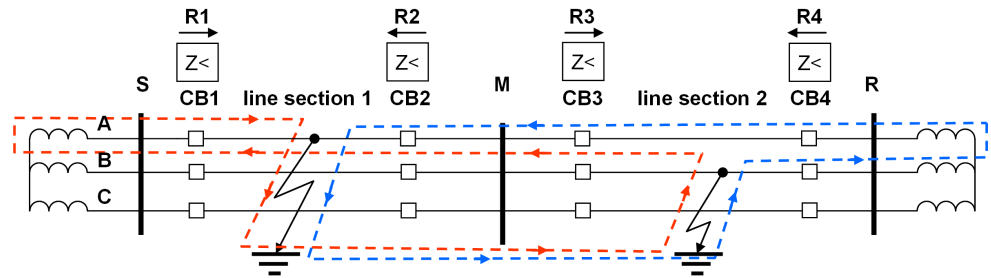 R1 R2 R3 R4
Z< Z< Z< Z<
S M R
CB1 line section 1 CB2 CB3 line section 2 CB4
A
B
C